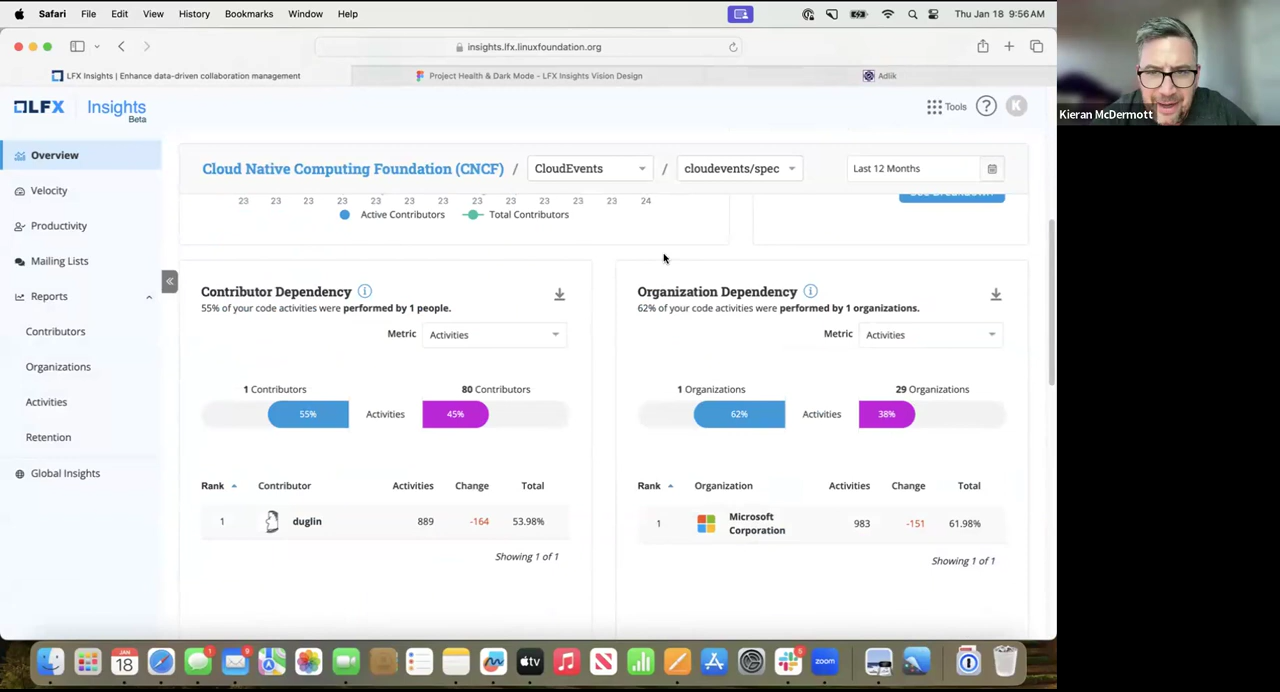 Safari File Edit View History Bookmarks Window Help Thu Jan 18 9:56 AM
insights.lfx.linuxfoundation.org
LFX Insights | Enhance data-driven collaboration management Project Health & Dark Mode - LFX Insights Vision Design Adlik
LFX Insights Beta Tools ? K
Kieran McDermott
Overview
Velocity
Productivity
Mailing Lists
Reports
Contributors
Organizations
Activities
Retention
Global Insights
Cloud Native Computing Foundation (CNCF) / CloudEvents / cloudevents/spec Last 12 Months
23 23 23 23 23 23 23 23 23 23 23 23 24
Active Contributors Total Contributors
Contributor Dependency
55% of your code activities were performed by 1 people.
Metric Activities
1 Contributors 80 Contributors
55% Activities 45%
Rank Contributor Activities Change Total
1 duglin 889 -164 53.98%
Showing 1 of 1
Organization Dependency
62% of your code activities were performed by 1 organizations.
Metric Activities
1 Organizations 29 Organizations
62% Activities 38%
Rank Organization Activities Change Total
1 Microsoft Corporation 983 -151 61.98%
Showing 1 of 1
JAN
18
1
9
tv
5
zoom